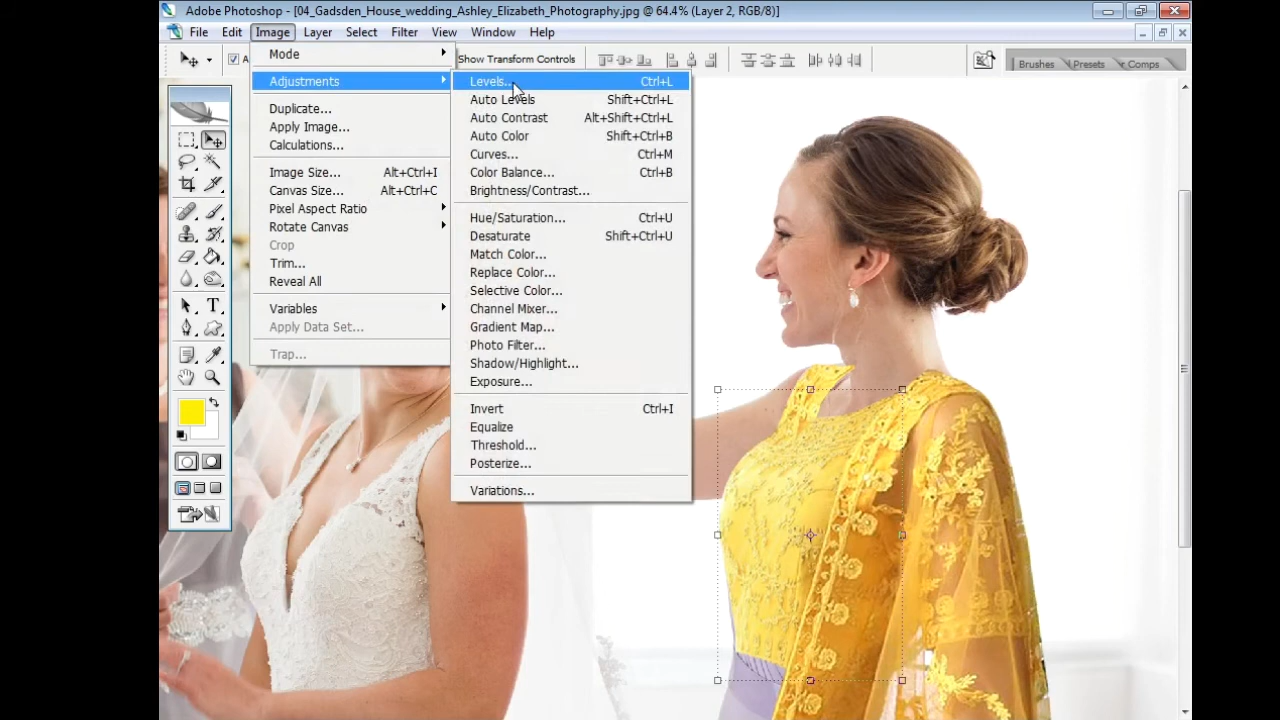 Adobe Photoshop - [04_Gadsden_House_wedding_Ashley_Elizabeth_Photography.jpg @ 64.4% (Layer 2, RGB/8)]
File Edit Image Layer Select Filter View Window Help
Show Transform Controls
Brushes Presets Comps
Mode
Adjustments
Duplicate...
Apply Image...
Calculations...
Image Size... Alt+Ctrl+I
Canvas Size... Alt+Ctrl+C
Pixel Aspect Ratio
Rotate Canvas
Crop
Trim...
Reveal All
Variables
Apply Data Set...
Trap...
Levels... Ctrl+L
Auto Levels Shift+Ctrl+L
Auto Contrast Alt+Shift+Ctrl+L
Auto Color Shift+Ctrl+B
Curves... Ctrl+M
Color Balance... Ctrl+B
Brightness/Contrast...
Hue/Saturation... Ctrl+U
Desaturate Shift+Ctrl+U
Match Color...
Replace Color...
Selective Color...
Channel Mixer...
Gradient Map...
Photo Filter...
Shadow/Highlight...
Exposure...
Invert Ctrl+I
Equalize
Threshold...
Posterize...
Variations...